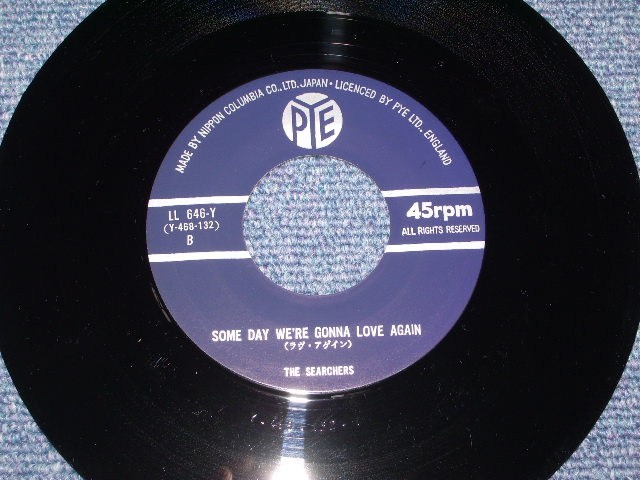 MADE BY NIPPON COLUMBIA CO., LTD. JAPAN • LICENCED BY PYE LTD., ENGLAND
PYE
LL 646-Y
(Y-468-132)
B
45rpm
ALL RIGHTS RESERVED
SOME DAY WE'RE GONNA LOVE AGAIN
(ラヴ・アゲイン)
THE SEARCHERS